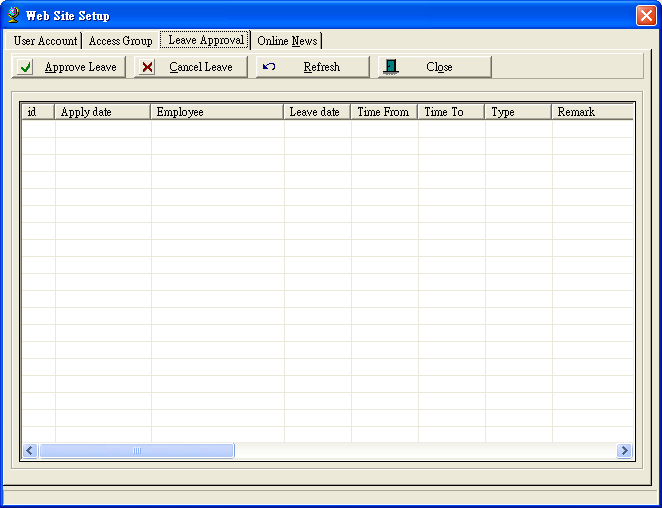 Web Site Setup
User Account Access Group Leave Approval Online News
Approve Leave Cancel Leave Refresh Close
id Apply date Employee Leave date Time From Time To Type Remark